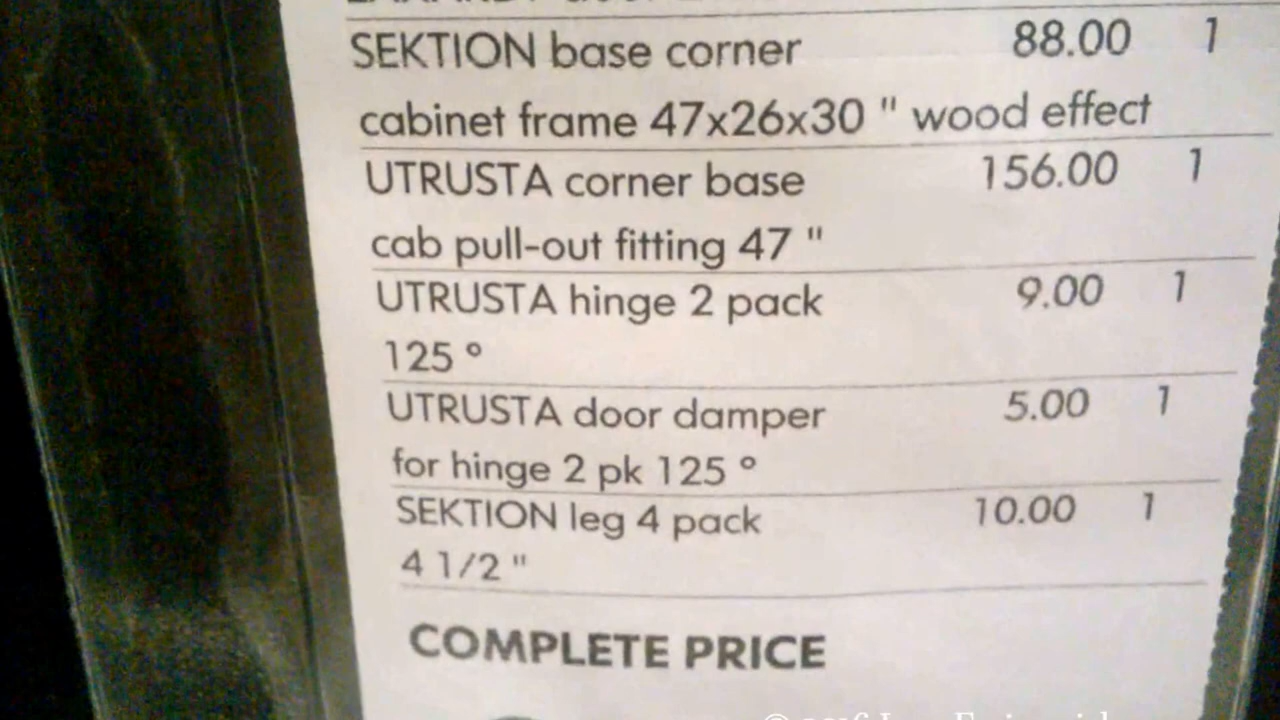 SEKTION base corner 88.00 1
cabinet frame 47x26x30 " wood effect
UTRUSTA corner base 156.00 1
cab pull-out fitting 47 "
UTRUSTA hinge 2 pack 9.00 1
125 °
UTRUSTA door damper 5.00 1
for hinge 2 pk 125 °
SEKTION leg 4 pack 10.00 1
4 1/2 "
COMPLETE PRICE